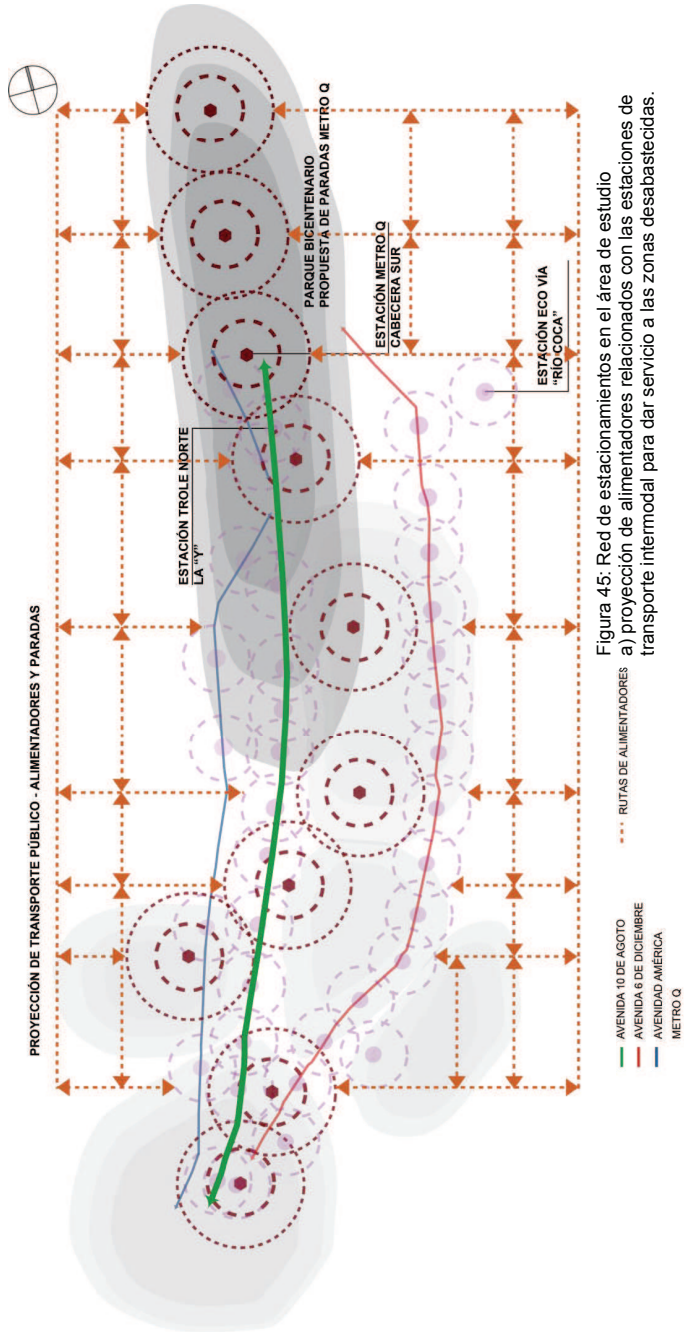 PROYECCIÓN DE TRANSPORTE PÚBLICO - ALIMENTADORES Y PARADAS
ESTACIÓN TROLE NORTE
LA "Y"
PARQUE BICENTENARIO
PROPUESTA DE PARADAS METRO Q
ESTACIÓN METRO Q
CABECERA SUR
ESTACIÓN ECO VÍA
"RÍO COCA"
AVENIDA 10 DE AGOTO
AVENIDA 6 DE DICIEMBRE
AVENIDAD AMÉRICA
METRO Q
RUTAS DE ALIMENTADORES
Figura 45: Red de estacionamientos en el área de estudio
a) proyección de alimentadores relacionados con las estaciones de
transporte intermodal para dar servicio a las zonas desabastecidas.